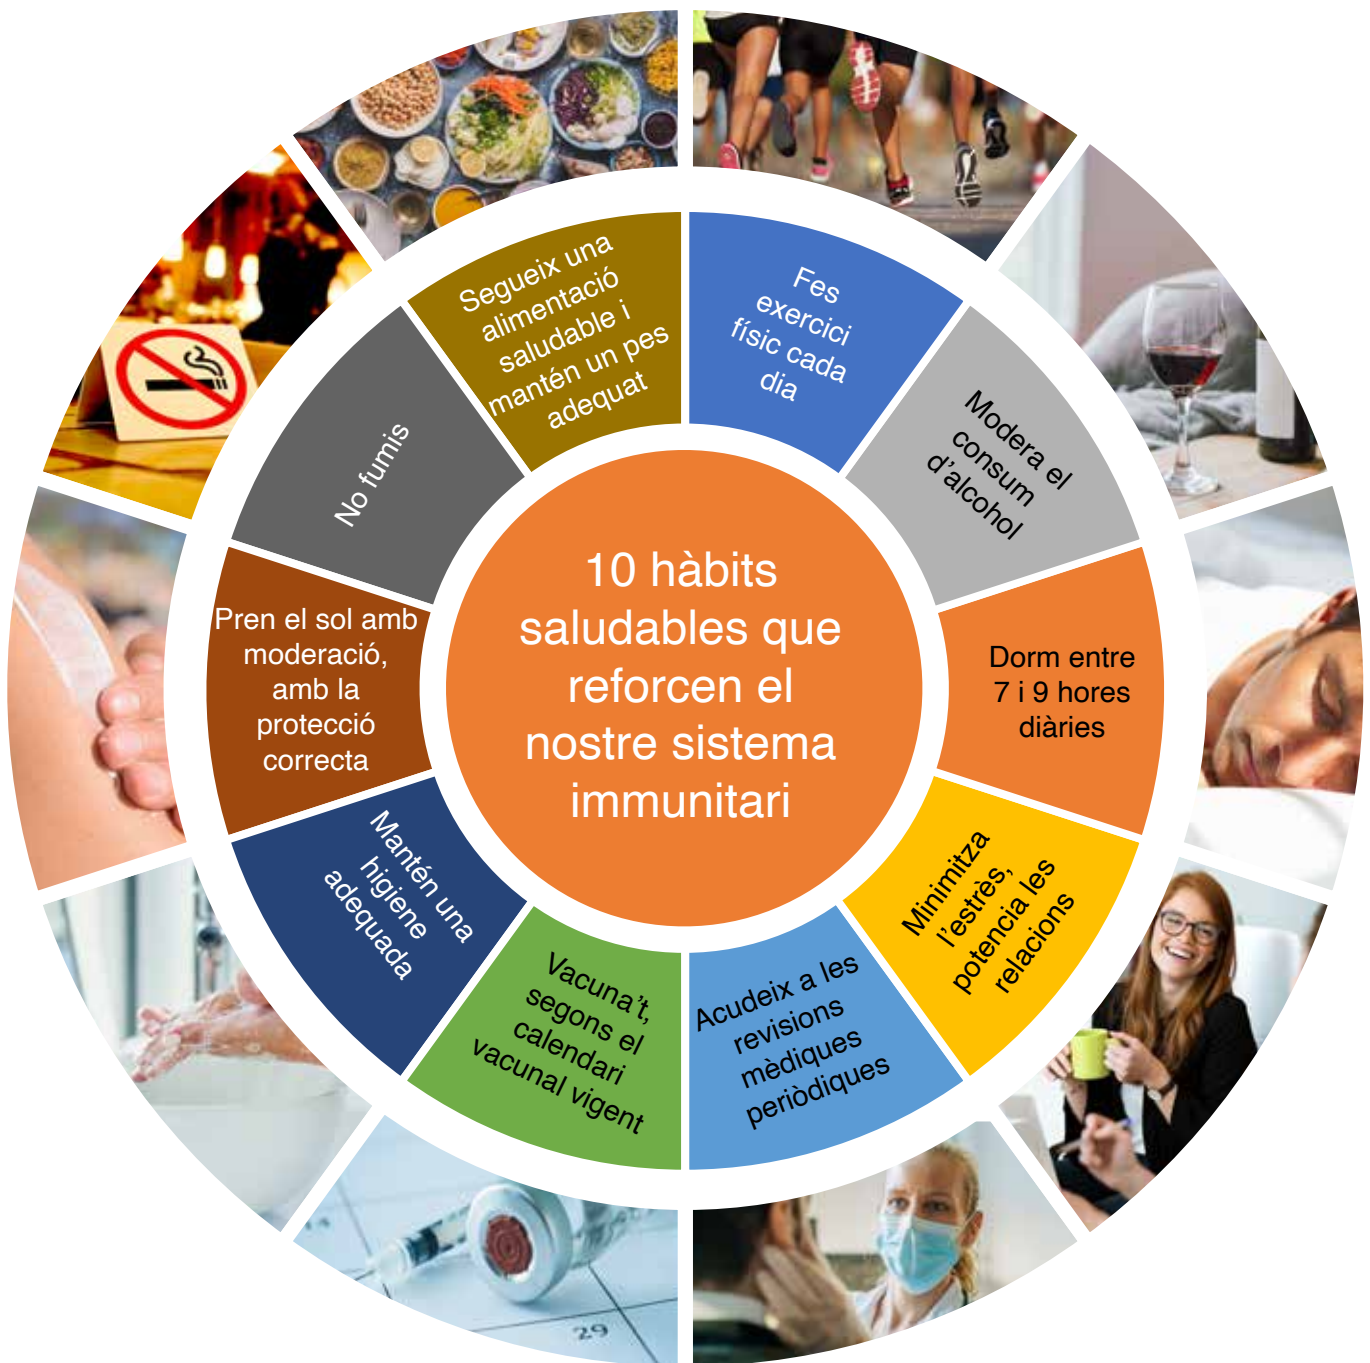 10 hàbits
saludables que
reforcen el
nostre sistema
immunitari
Fes
exercici
físic cada
dia
Modera el
consum
d'alcohol
Dorm entre
7 i 9 hores
diàries
Minimitza
l'estrès,
potencia les
relacions
Acudeix a les
revisions
mèdiques
periòdiques
Vacuna't,
segons el
calendari
vacunal vigent
Mantén una
higiene
adequada
Pren el sol amb
moderació,
amb la
protecció
correcta
No fumis
Segueix una
alimentació
saludable i
mantén un pes
adequat
29